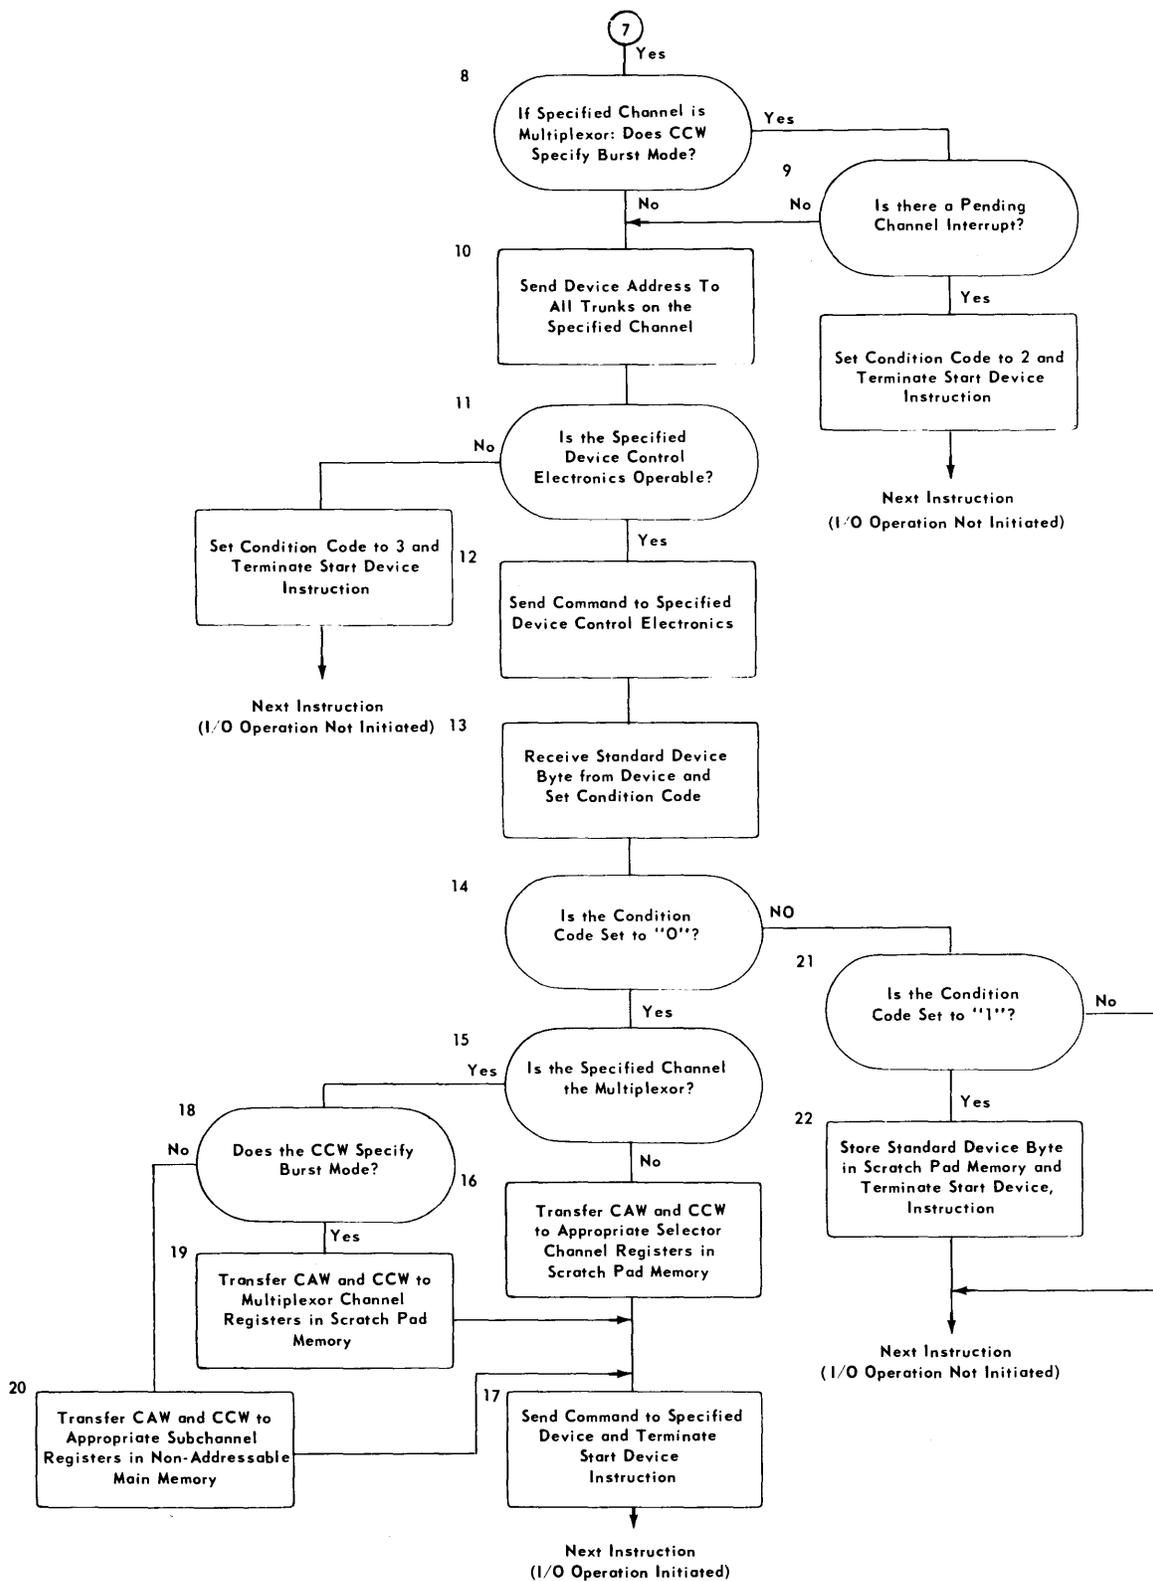 7
Yes
8
If Specified Channel is
Multiplexor: Does CCW
Specify Burst Mode?
Yes
9
No
No
Is there a Pending
Channel Interrupt?
10
Send Device Address To
All Trunks on the
Specified Channel
Yes
Set Condition Code to 2 and
Terminate Start Device
Instruction
11
No
Is the Specified
Device Control
Electronics Operable?
Next Instruction
(I/O Operation Not Initiated)
Set Condition Code to 3 and
Terminate Start Device
Instruction
Yes
12
Send Command to Specified
Device Control Electronics
Next Instruction
(I/O Operation Not Initiated)
13
Receive Standard Device
Byte from Device and
Set Condition Code
14
Is the Condition
Code Set to "0"?
NO
21
Is the Condition
Code Set to "1"?
No
Yes
15
Yes
Is the Specified Channel
the Multiplexor?
Yes
22
18
No
Does the CCW Specify
Burst Mode?
No
16
Store Standard Device Byte
in Scratch Pad Memory and
Terminate Start Device,
Instruction
Transfer CAW and CCW
to Appropriate Selector
Channel Registers in
Scratch Pad Memory
Yes
19
Transfer CAW and CCW to
Multiplexor Channel
Registers in Scratch Pad
Memory
Next Instruction
(I/O Operation Not Initiated)
20
Transfer CAW and CCW to
Appropriate Subchannel
Registers in Non-Addressable
Main Memory
17
Send Command to Specified
Device and Terminate
Start Device
Instruction
Next Instruction
(I/O Operation Initiated)